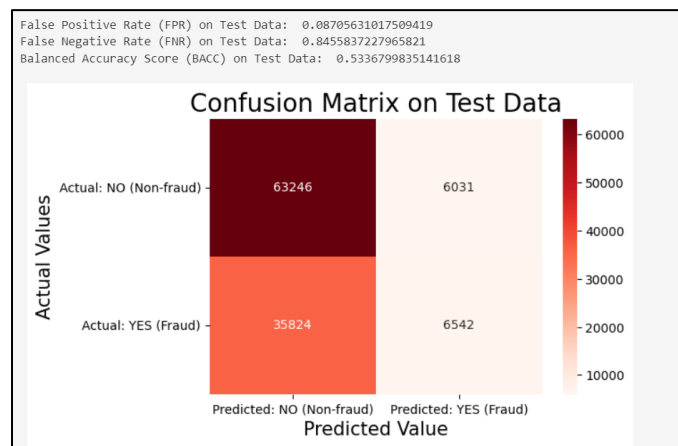 False Positive Rate (FPR) on Test Data: 0.08705631017509419
False Negative Rate (FNR) on Test Data: 0.8455837227965821
Balanced Accuracy Score (BACC) on Test Data: 0.5336799835141618
Confusion Matrix on Test Data
Actual Values
Actual: NO (Non-fraud)
63246
6031
Actual: YES (Fraud)
35824
6542
Predicted: NO (Non-fraud)
Predicted: YES (Fraud)
Predicted Value
60000
50000
40000
30000
20000
10000